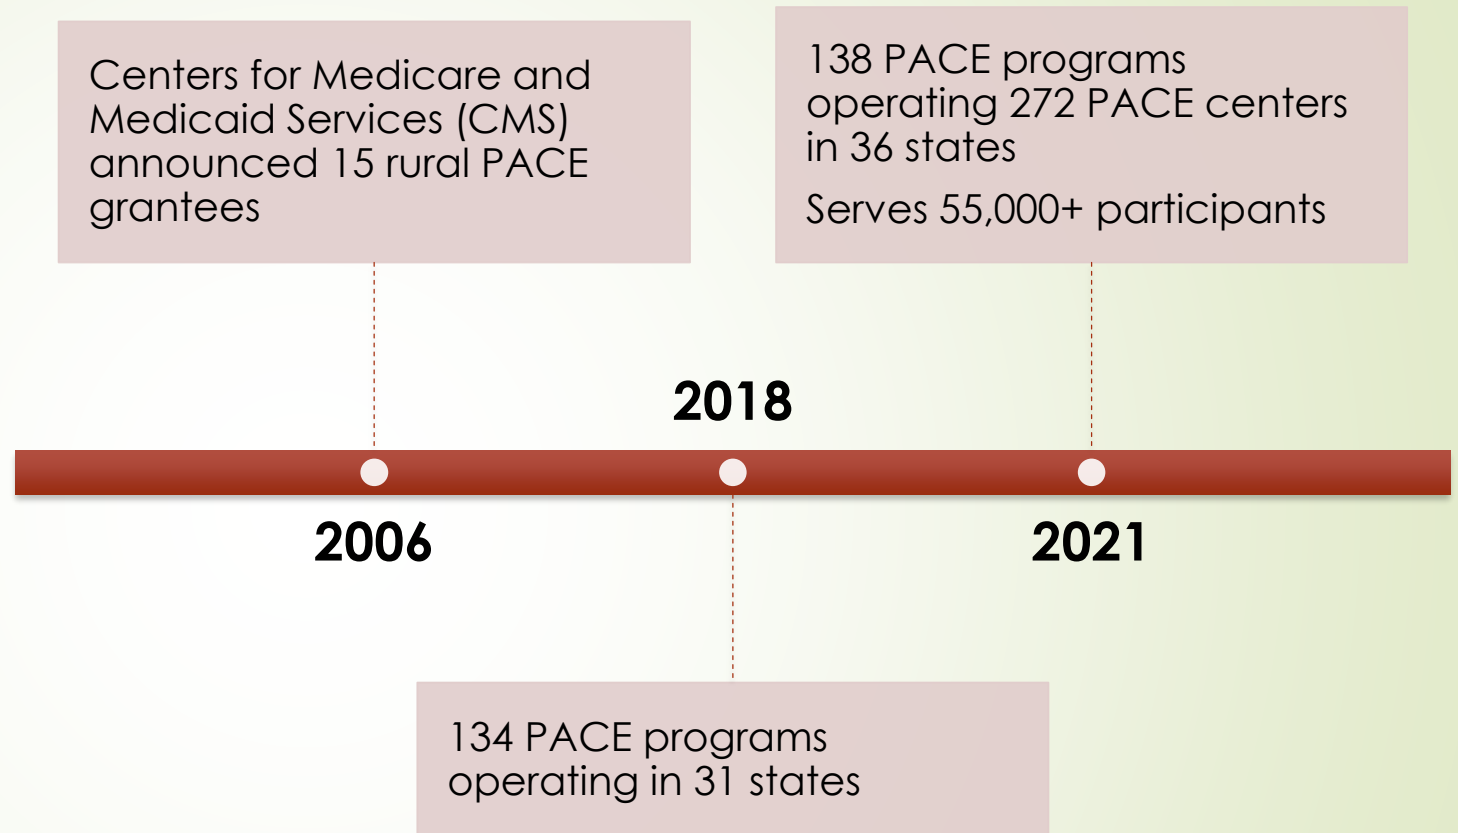 Centers for Medicare and
Medicaid Services (CMS)
announced 15 rural PACE
grantees
138 PACE programs
operating 272 PACE centers
in 36 states
Serves 55,000+ participants
2018
2006
2021
134 PACE programs
operating in 31 states